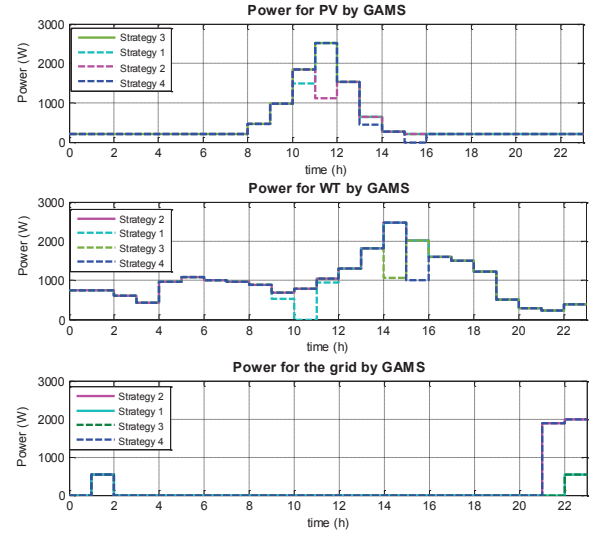 Power for PV by GAMS
Power (W)
3000
2000
1000
0
Strategy 3
Strategy 1
Strategy 2
Strategy 4
0 2 4 6 8 10 12 14 16 18 20 22
time (h)
Power for WT by GAMS
Power (W)
3000
2000
1000
0
Strategy 2
Strategy 1
Strategy 3
Strategy 4
0 2 4 6 8 10 12 14 16 18 20 22
time (h)
Power for the grid by GAMS
Power (W)
3000
2000
1000
0
Strategy 2
Strategy 1
Strategy 3
Strategy 4
0 2 4 6 8 10 12 14 16 18 20 22
time (h)